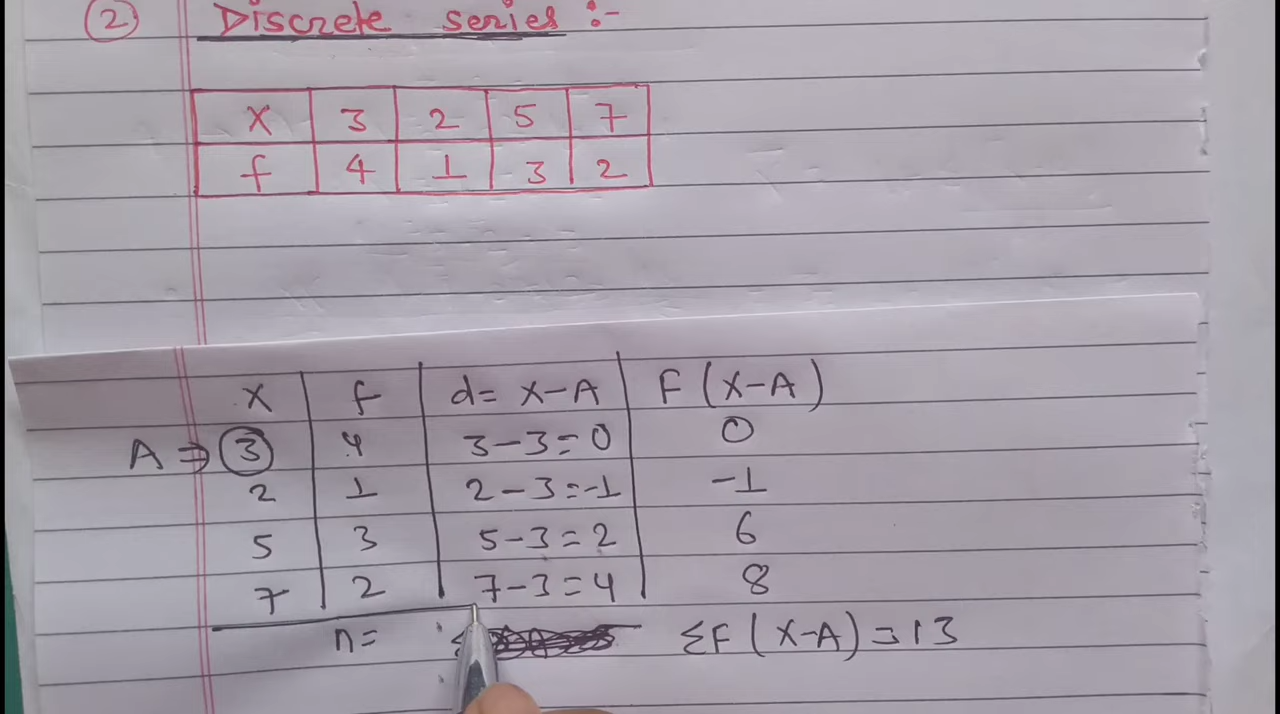 2 Discrete series :-
X 3 2 5 7
f 4 1 3 2
X f d= X-A F (X-A)
A ⇒ 3 4 3-3=0 0
2 1 2-3=-1 -1
5 3 5-3=2 6
7 2 7-3=4 8
n= ΣF (X-A) = 13